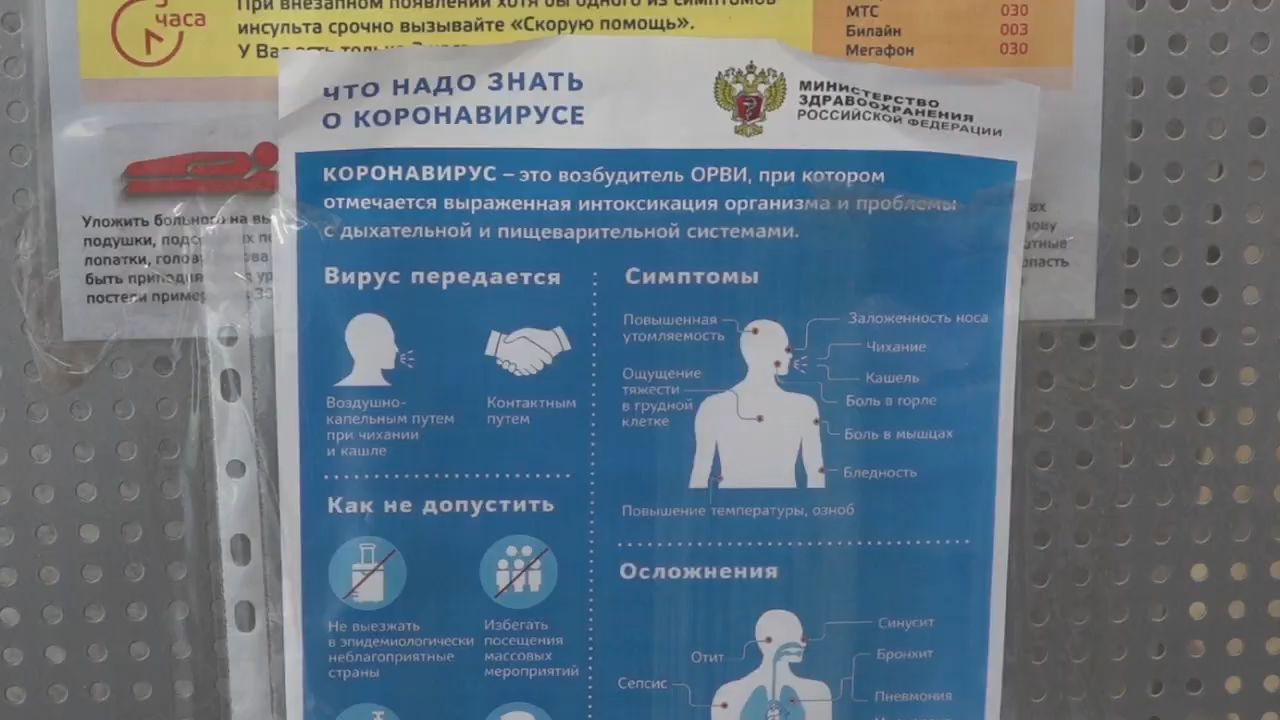 3
часа
При внезапном появлении хотя бы одного из симптомов
инсульта срочно вызывайте «Скорую помощь».
У Вас есть только 3
МТС 030
Билайн 003
Мегафон 030
Уложить больного на
подушки,
лопатки,
быть
постели
ЧТО НАДО ЗНАТЬ
О КОРОНАВИРУСЕ
МИНИСТЕРСТВО
ЗДРАВООХРАНЕНИЯ
РОССИЙСКОЙ ФЕДЕРАЦИИ
КОРОНАВИРУС – это возбудитель ОРВИ, при котором
отмечается выраженная интоксикация организма и проблемы
с дыхательной и пищеварительной системами.
Вирус передается
Воздушно-
капельным путем
при чихании
и кашле
Контактным
путем
Как не допустить
Не выезжать
в эпидемиологически
неблагоприятные
страны
Избегать
посещения
массовых
мероприятий
Симптомы
Повышенная
утомляемость
Ощущение
тяжести
в грудной
клетке
Заложенность носа
Чихание
Кашель
Боль в горле
Боль в мышцах
Бледность
Повышение температуры, озноб
Осложнения
Отит
Сепсис
Синусит
Бронхит
Пневмония